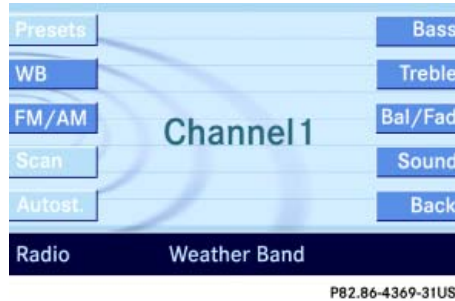 Presets
WB
FM/AM
Scan
Autost.
Channel 1
Bass
Treble
Bal/Fad
Sound
Back
Radio Weather Band
P82.86-4369-31US